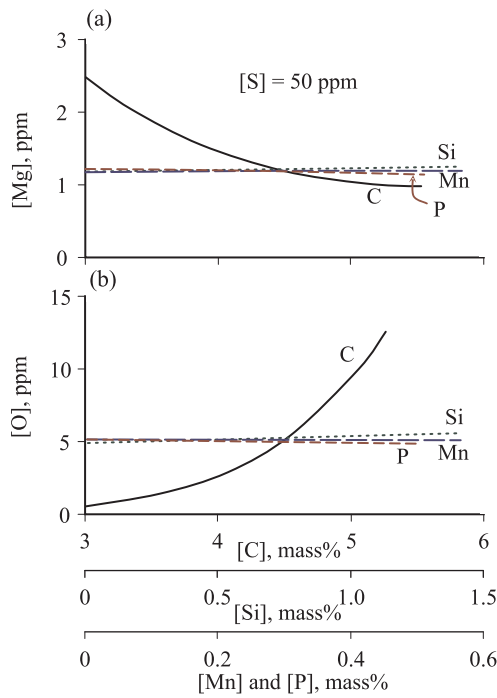 (a)
3
[S] = 50 ppm
2
Si
1
Mn
C
P
0
[Mg], ppm
(b)
15
C
10
Si
5
P
Mn
0
[O], ppm
3 4 5 6
[C], mass%
0 0.5 1.0 1.5
[Si], mass%
0 0.2 0.4 0.6
[Mn] and [P], mass%